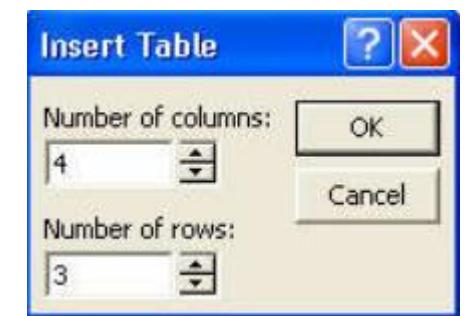 Insert Table
Number of columns:
4
OK
Cancel
Number of rows:
3